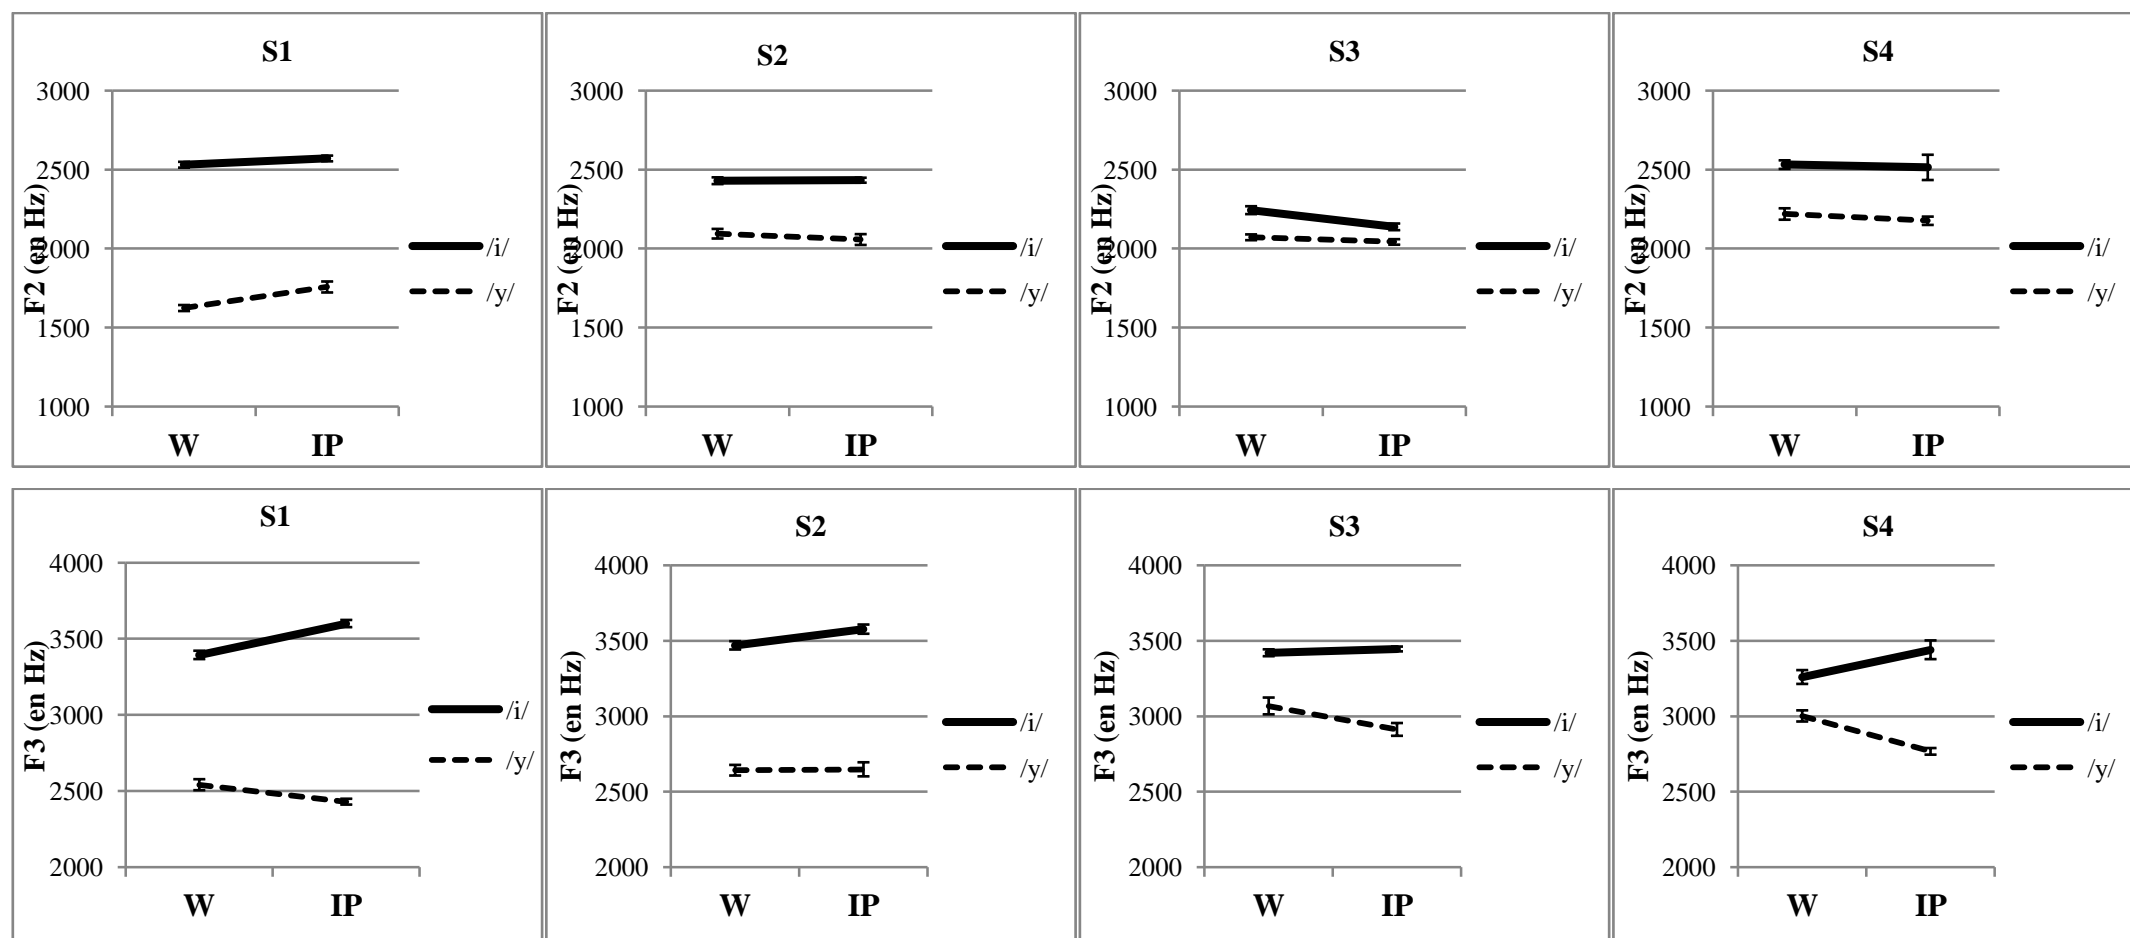 S1
3000
2500
2000
1500
1000
F2 (en Hz)
W IP
/i/
/y/
S2
3000
2500
2000
1500
1000
F2 (en Hz)
W IP
/i/
/y/
S3
3000
2500
2000
1500
1000
F2 (en Hz)
W IP
/i/
/y/
S4
3000
2500
2000
1500
1000
F2 (en Hz)
W IP
/i/
/y/
S1
4000
3500
3000
2500
2000
F3 (en Hz)
W IP
/i/
/y/
S2
4000
3500
3000
2500
2000
F3 (en Hz)
W IP
/i/
/y/
S3
4000
3500
3000
2500
2000
F3 (en Hz)
W IP
/i/
/y/
S4
4000
3500
3000
2500
2000
F3 (en Hz)
W IP
/i/
/y/